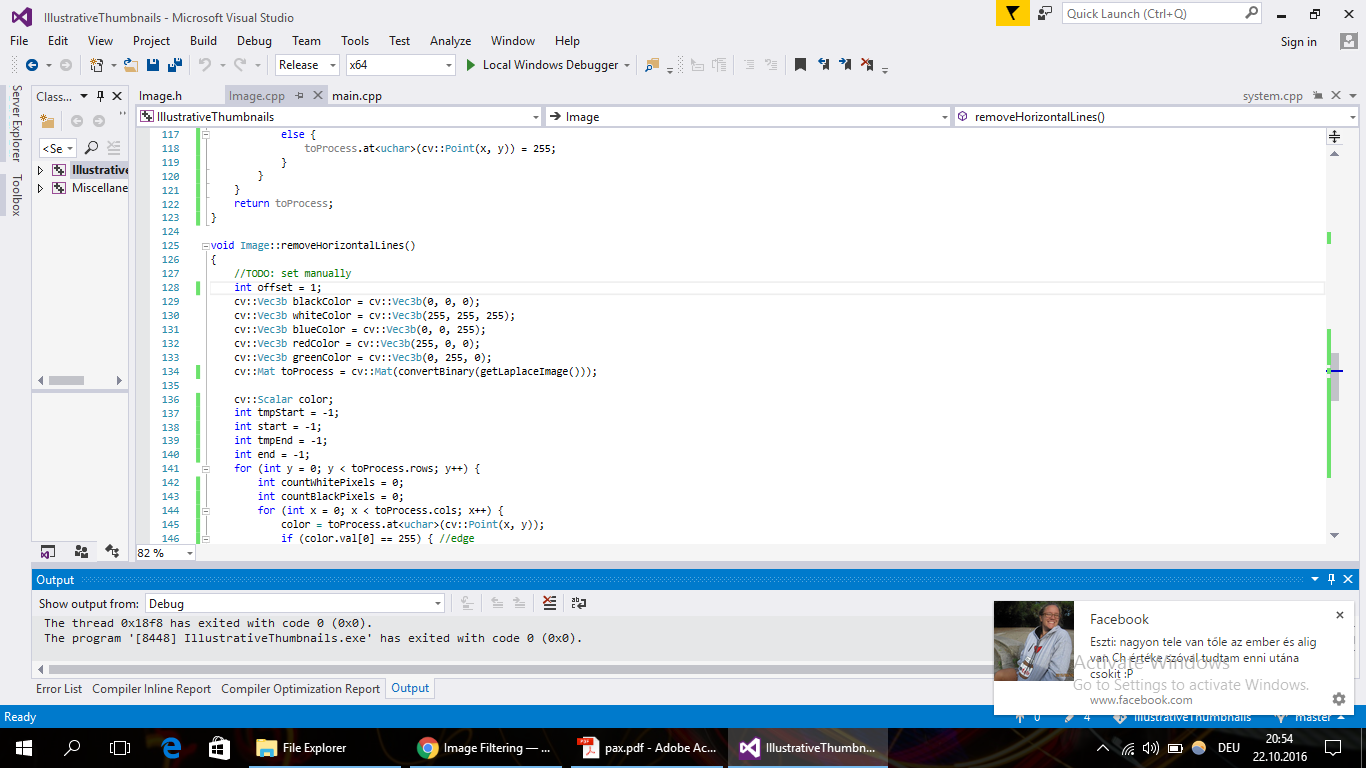 IllustrativeThumbnails - Microsoft Visual Studio
Quick Launch (Ctrl+Q)
File Edit View Project Build Debug Team Tools Test Analyze Window Help
Sign in
Release x64 Local Windows Debugger
Server Explorer
Toolbox
Class...
<Se
Illustrative
Miscellane
Image.h Image.cpp main.cpp system.cpp
IllustrativeThumbnails Image removeHorizontalLines()
117 else {
118 toProcess.at<uchar>(cv::Point(x, y)) = 255;
119 }
120 }
121 }
122 return toProcess;
123 }
124
125 void Image::removeHorizontalLines()
126 {
127 //TODO: set manually
128 int offset = 1;
129 cv::Vec3b blackColor = cv::Vec3b(0, 0, 0);
130 cv::Vec3b whiteColor = cv::Vec3b(255, 255, 255);
131 cv::Vec3b blueColor = cv::Vec3b(0, 0, 255);
132 cv::Vec3b redColor = cv::Vec3b(255, 0, 0);
133 cv::Vec3b greenColor = cv::Vec3b(0, 255, 0);
134 cv::Mat toProcess = cv::Mat(convertBinary(getLaplaceImage()));
135
136 cv::Scalar color;
137 int tmpStart = -1;
138 int start = -1;
139 int tmpEnd = -1;
140 int end = -1;
141 for (int y = 0; y < toProcess.rows; y++) {
142 int countWhitePixels = 0;
143 int countBlackPixels = 0;
144 for (int x = 0; x < toProcess.cols; x++) {
145 color = toProcess.at<uchar>(cv::Point(x, y));
146 if (color.val[0] == 255) { //edge
82 %
Output
Show output from: Debug
The thread 0x18f8 has exited with code 0 (0x0).
The program '[8448] IllustrativeThumbnails.exe' has exited with code 0 (0x0).
Error List Compiler Inline Report Compiler Optimization Report Output
Facebook
Eszti: nagyon tele van tőle az ember és alig
van Ch értéke szóval tudtam enni utána
csokit :P
www.facebook.com
Activate Windows
Go to Settings to activate Windows.
Ready
0 4 IllustrativeThumbnails master
File Explorer
Image Filtering — ...
pax.pdf - Adobe Ac...
IllustrativeThumbn...
DEU
20:54
22.10.2016